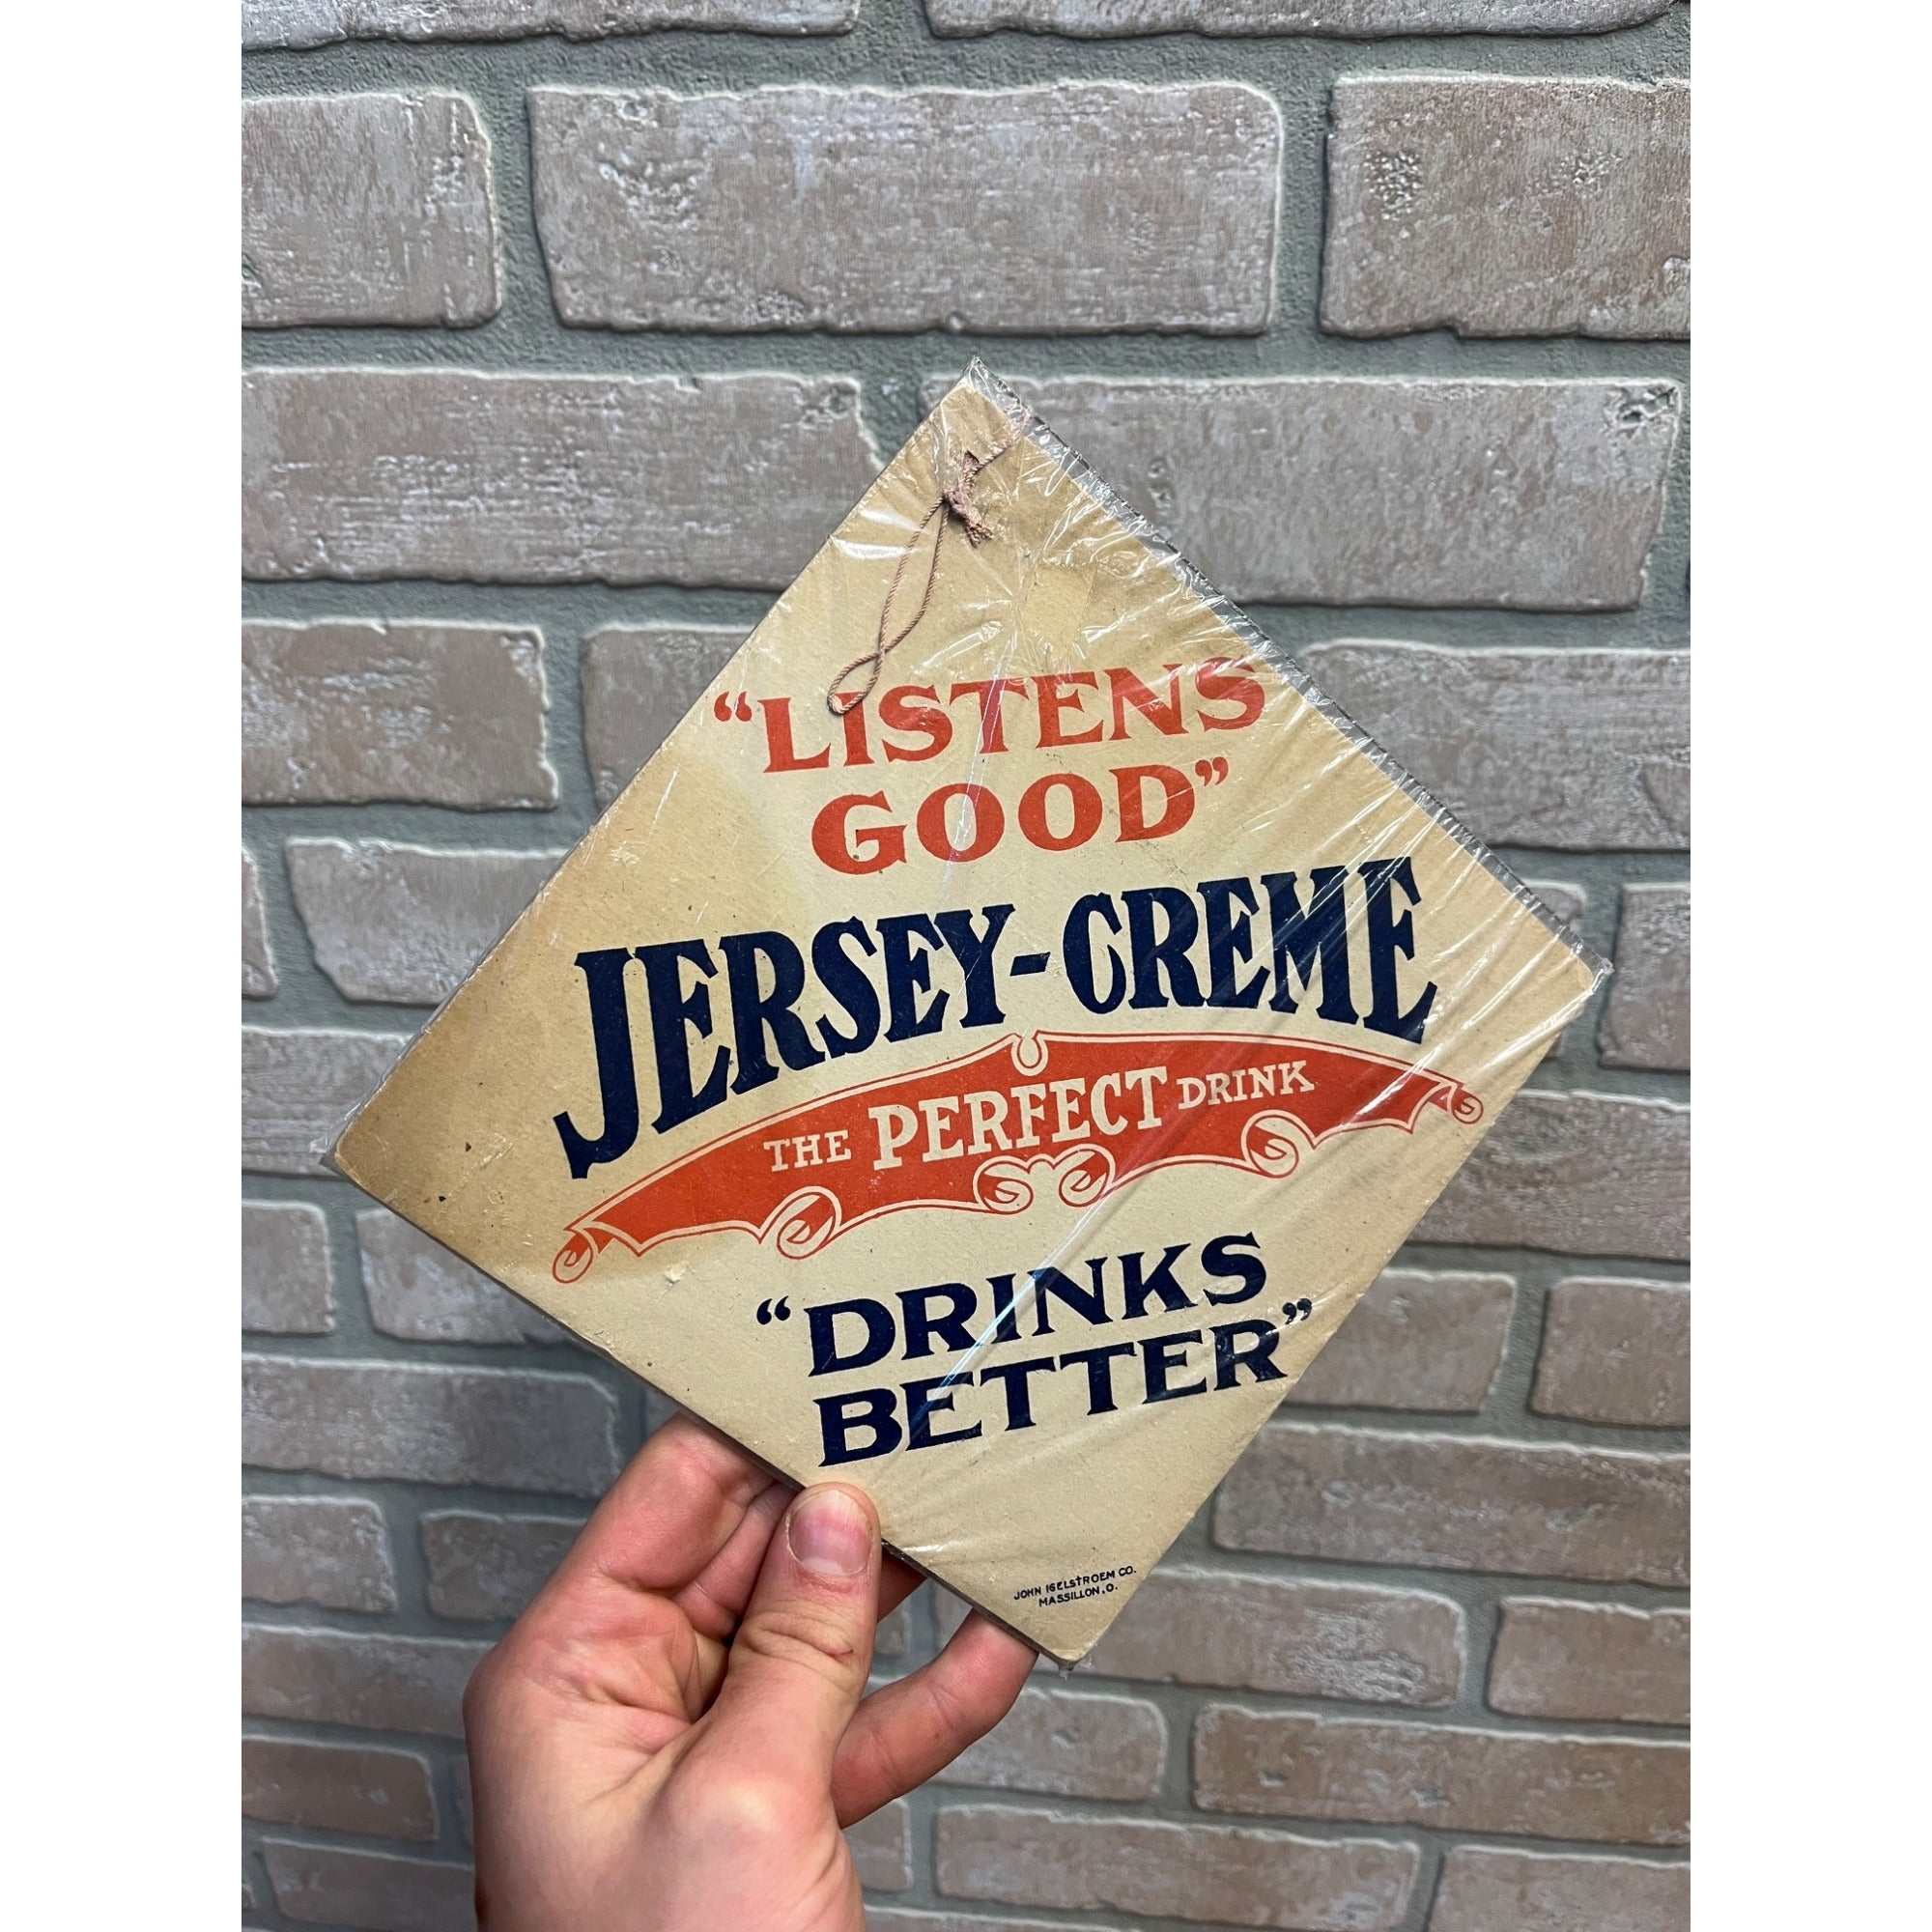 “LISTENS
GOOD”
JERSEY-CREME
THE PERFECT DRINK
“DRINKS
BETTER”
JOHN IGELSTROEM CO.
MASSILLON, O.